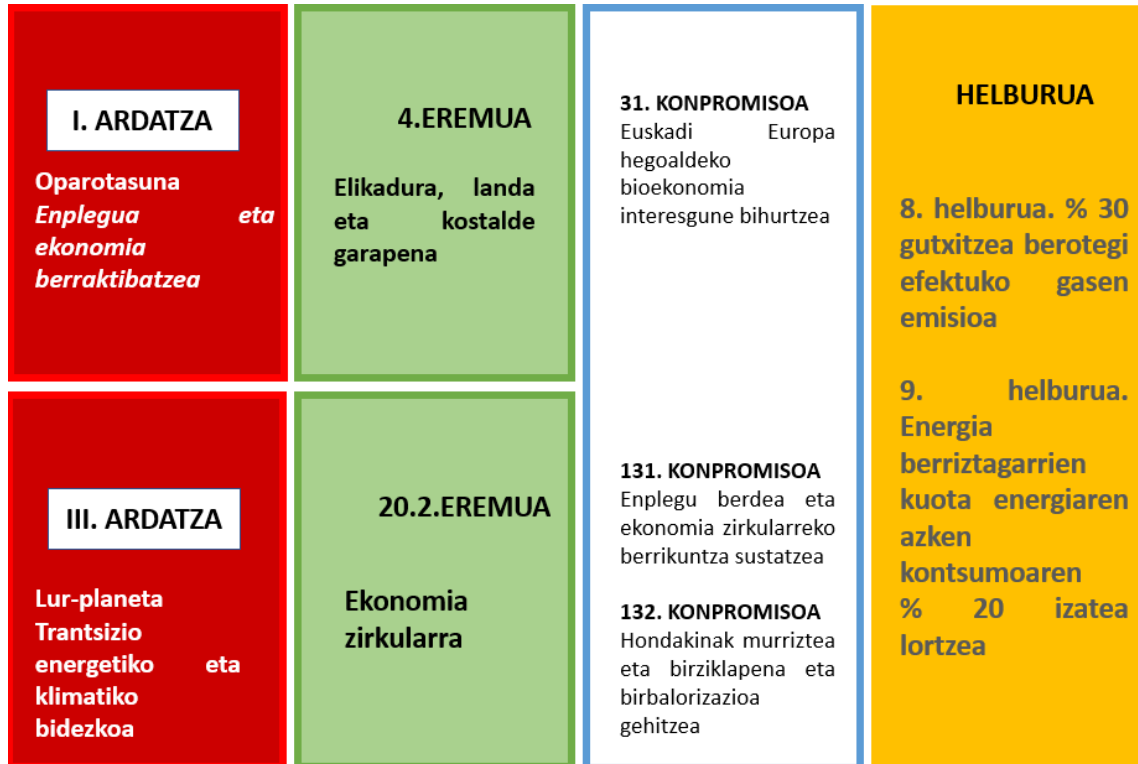 I. ARDATZA
Oparotasuna
Enplegua eta
ekonomia
berraktibatzea
4.EREMUA
Elikadura, landa
eta kostalde
garapena
31. KONPROMISOA
Euskadi Europa
hegoaldeko
bioekonomia
interesgune bihurtzea
HELBURUA
8. helburua. % 30
gutxitzea berotegi
efektuko gasen
emisioa
9. helburua.
Energia
berriztagarrien
kuota energiaren
azken
kontsumoaren
% 20 izatea
lortzea
III. ARDATZA
Lur-planeta
Trantsizio
energetiko eta
klimatiko
bidezkoa
20.2.EREMUA
Ekonomia
zirkularra
131. KONPROMISOA
Enplegu berdea eta
ekonomia zirkularreko
berrikuntza sustatzea
132. KONPROMISOA
Hondakinak murriztea
eta birziklapena eta
birbalorizazioa
gehitzea